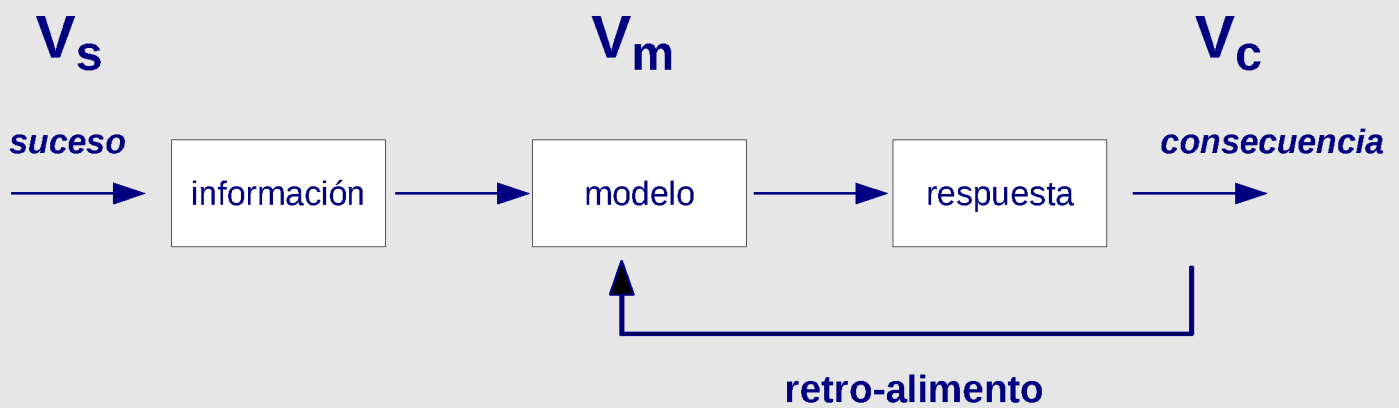 Vs
Vm
Vc
suceso
consecuencia
información
modelo
respuesta
retro-alimento